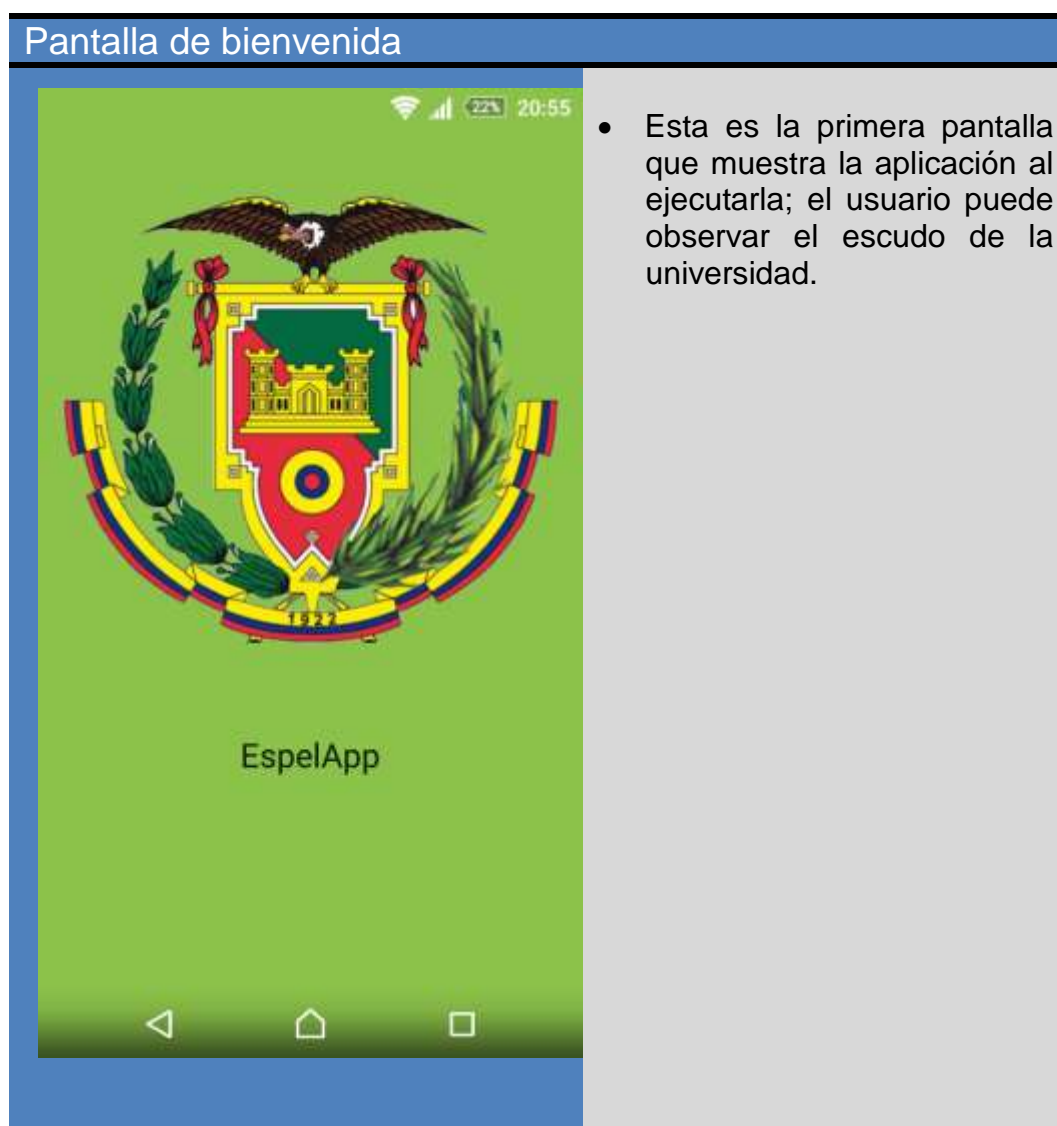 Pantalla de bienvenida
22% 20:55
1922
EspelApp
• Esta es la primera pantalla
que muestra la aplicación al
ejecutarla; el usuario puede
observar el escudo de la
universidad.